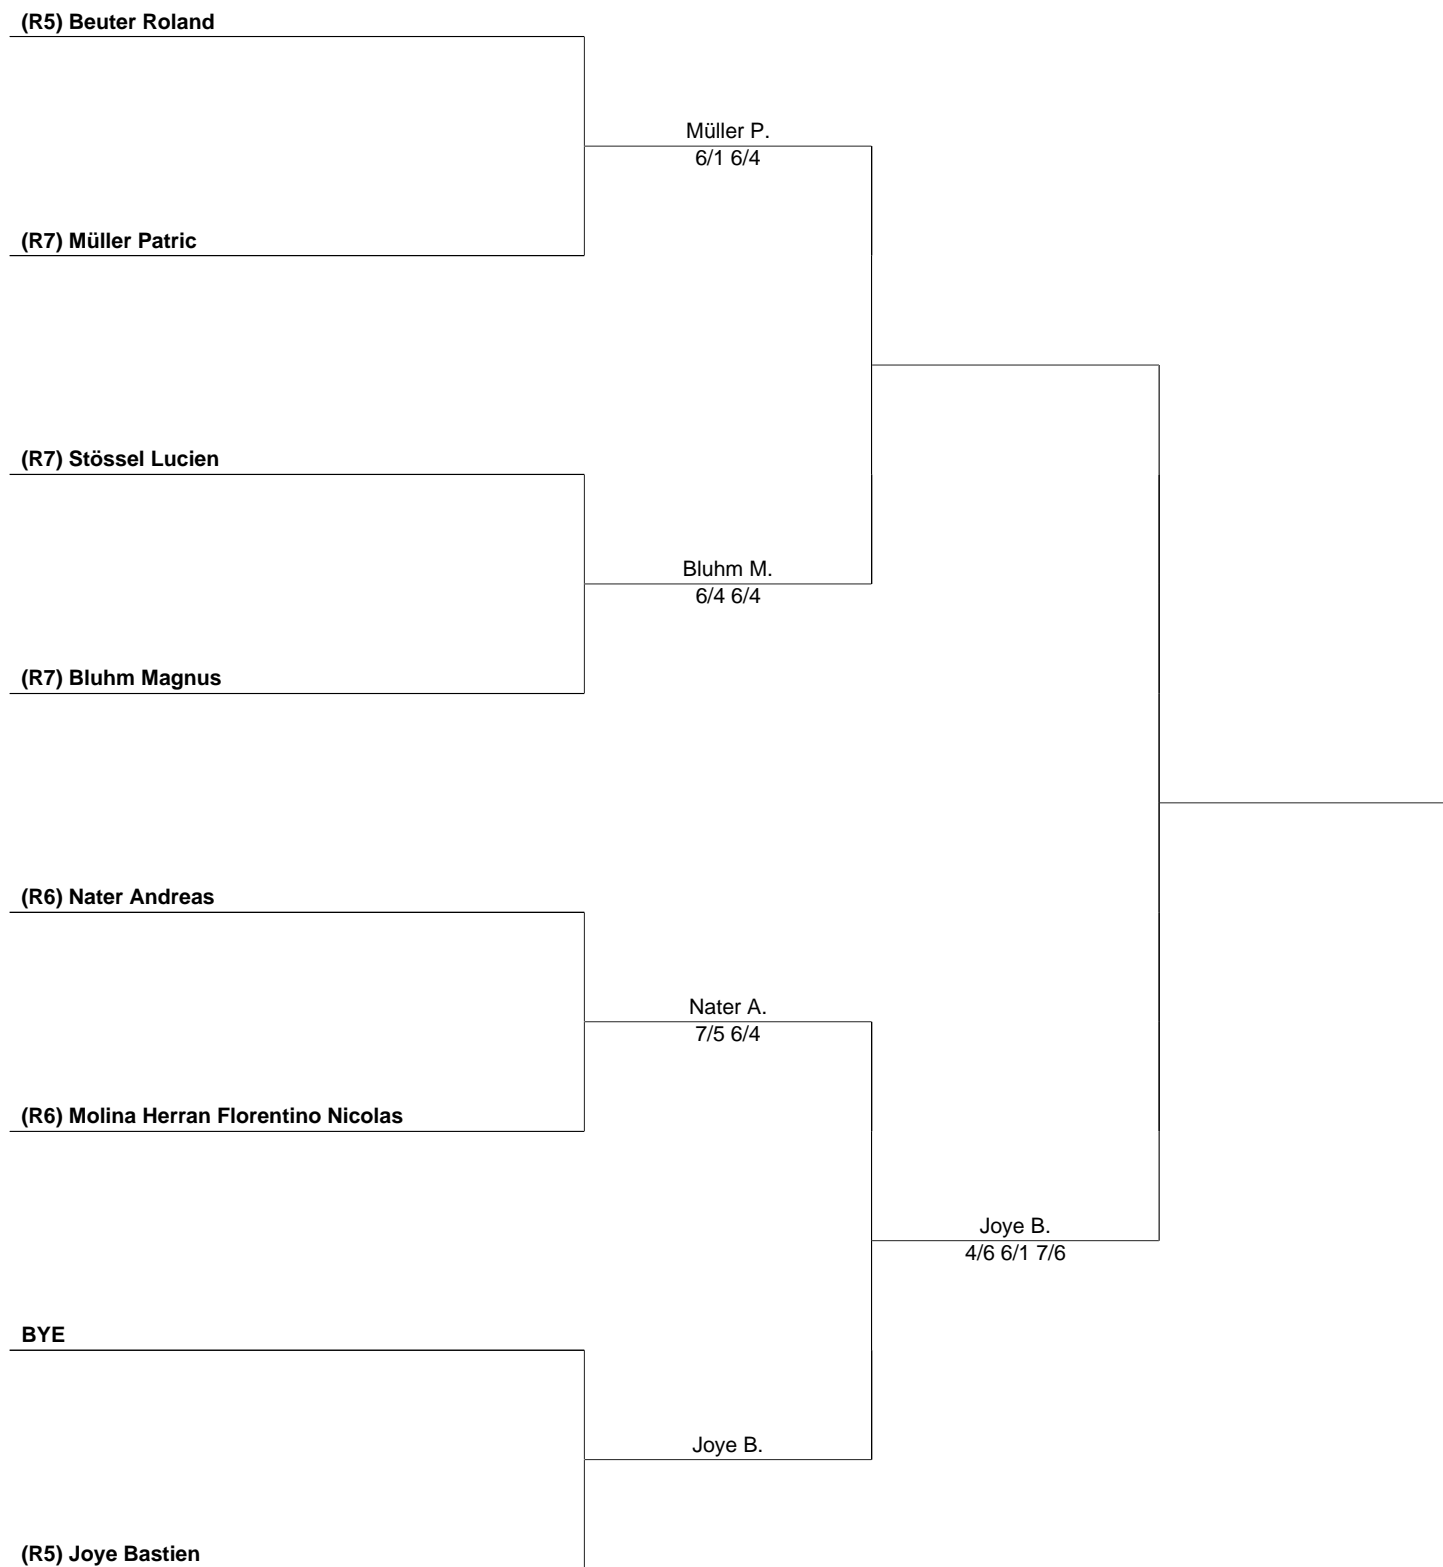 (R5) Beuter Roland
Müller P.
6/1 6/4
(R7) Müller Patric
(R7) Stössel Lucien
Bluhm M.
6/4 6/4
(R7) Bluhm Magnus
(R6) Nater Andreas
Nater A.
7/5 6/4
(R6) Molina Herran Florentino Nicolas
Joye B.
4/6 6/1 7/6
BYE
Joye B.
(R5) Joye Bastien